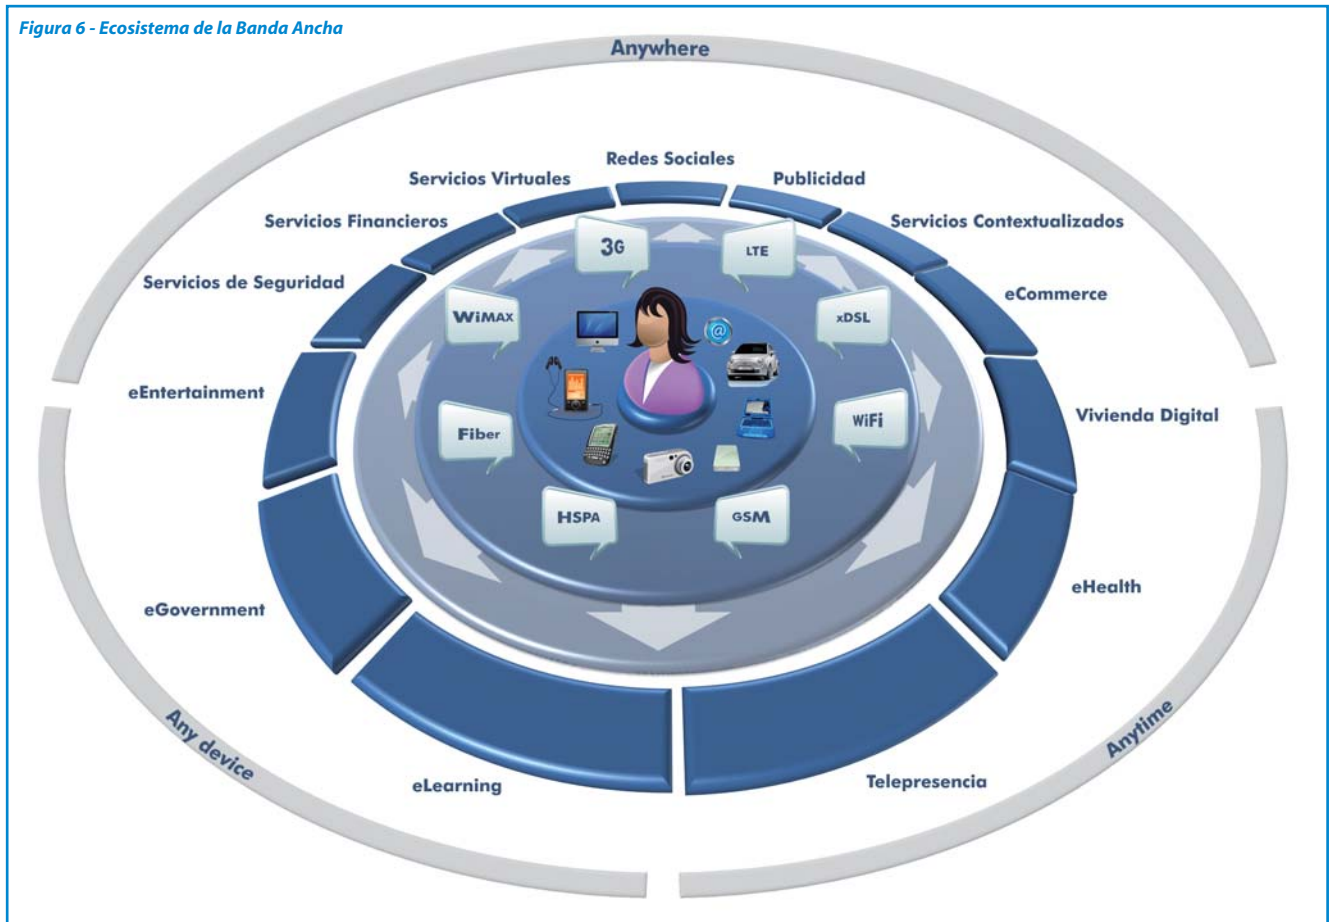 Figura 6 - Ecosistema de la Banda Ancha
Anywhere
Redes Sociales
Servicios Virtuales
Publicidad
Servicios Financieros
Servicios Contextualizados
Servicios de Seguridad
eCommerce
eEntertainment
Vivienda Digital
eGovernment
eHealth
eLearning
Telepresencia
Any device
Anytime
3G
LTE
WiMAX
xDSL
Fiber
WiFi
HSPA
GSM
@